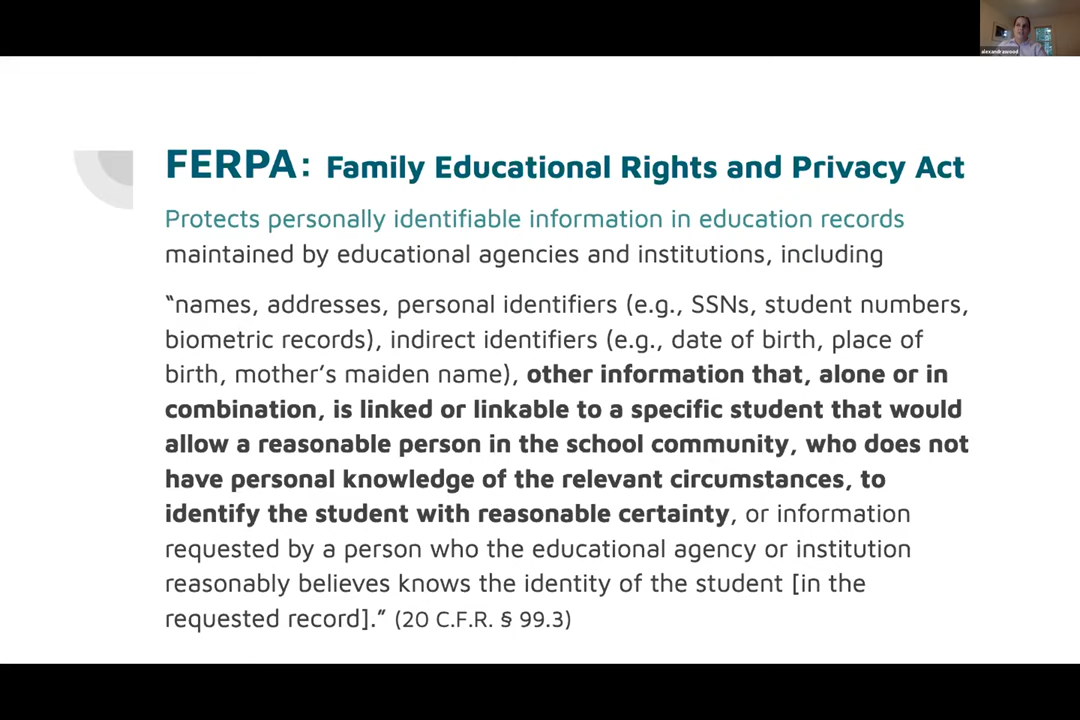 alexandrawood
FERPA: Family Educational Rights and Privacy Act
Protects personally identifiable information in education records
maintained by educational agencies and institutions, including
“names, addresses, personal identifiers (e.g., SSNs, student numbers,
biometric records), indirect identifiers (e.g., date of birth, place of
birth, mother’s maiden name), other information that, alone or in
combination, is linked or linkable to a specific student that would
allow a reasonable person in the school community, who does not
have personal knowledge of the relevant circumstances, to
identify the student with reasonable certainty, or information
requested by a person who the educational agency or institution
reasonably believes knows the identity of the student [in the
requested record].” (20 C.F.R. § 99.3)